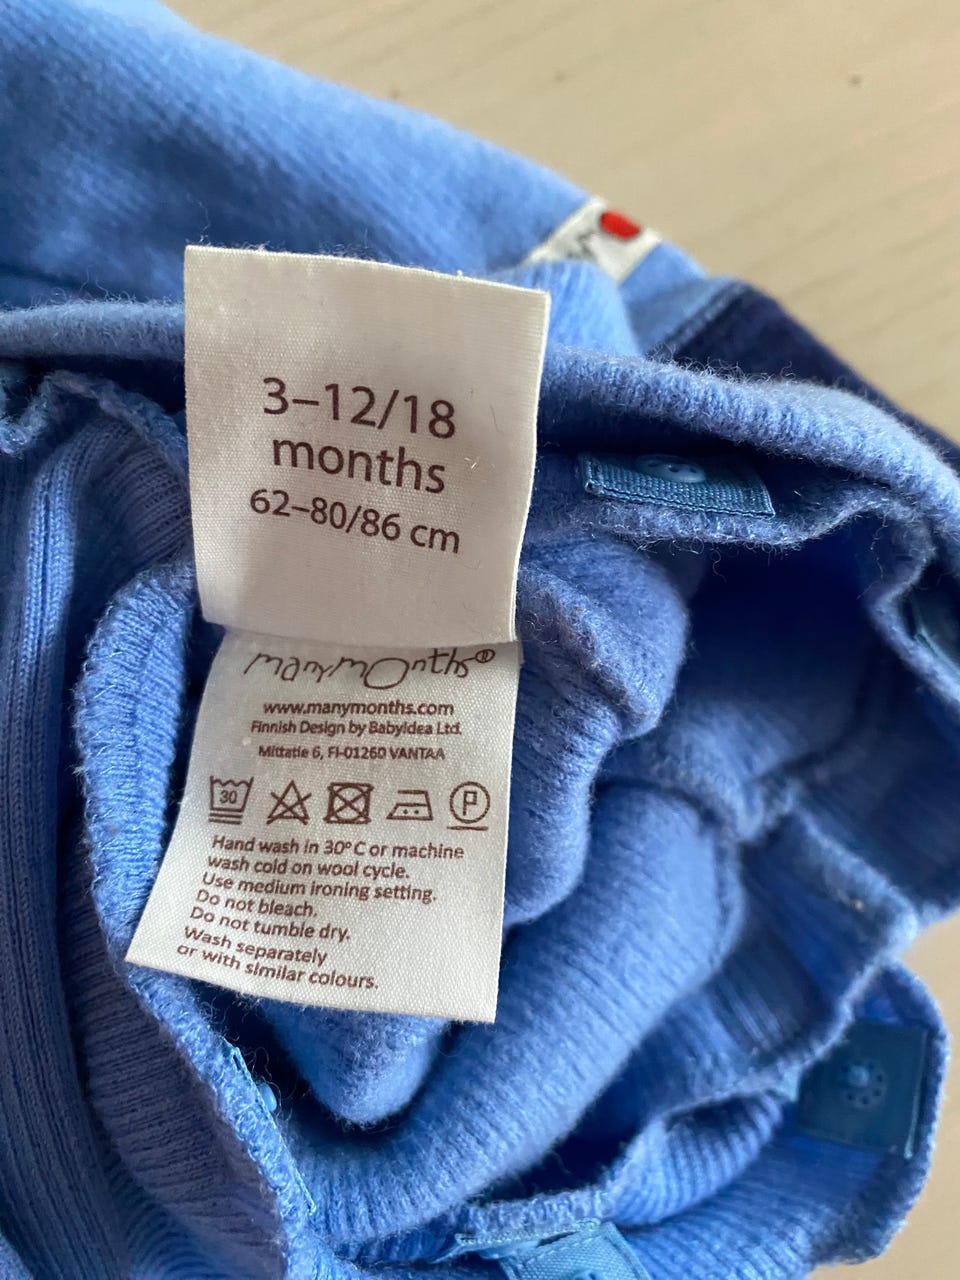 3–12/18
months
62–80/86 cm
manymonths®
www.manymonths.com
Finnish Design by BabyIdea Ltd.
Mittatie 6, FI-01260 VANTAA
30
P
Hand wash in 30° C or machine
wash cold on wool cycle.
Use medium ironing setting.
Do not bleach.
Do not tumble dry.
Wash separately
or with similar colours.